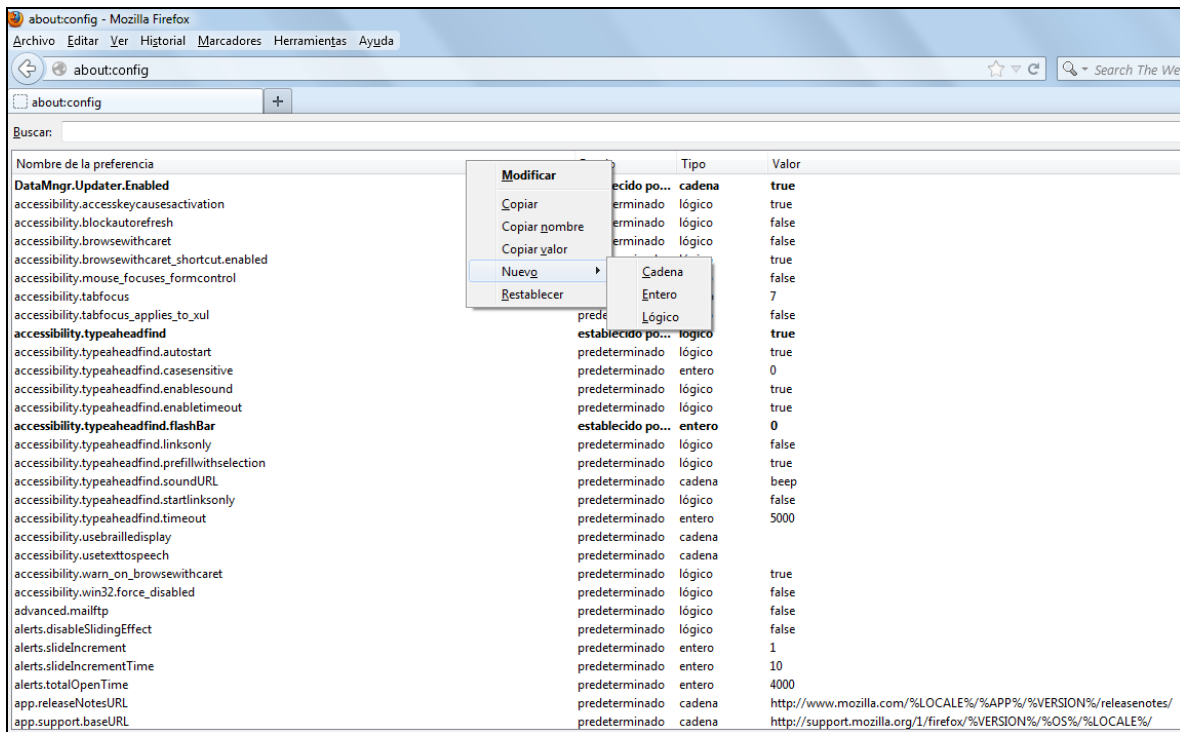 about:config - Mozilla Firefox
Archivo Editar Ver Historial Marcadores Herramientas Ayuda
about:config Search The We
about:config +
Buscar:
Nombre de la preferencia Tipo Valor
DataMngr.Updater.Enabled ecido po... cadena true
accessibility.accesskeycausesactivation erminado lógico true
accessibility.blockautorefresh erminado lógico false
accessibility.browsewithcaret erminado lógico false
accessibility.browsewithcaret_shortcut.enabled true
accessibility.mouse_focuses_formcontrol false
accessibility.tabfocus 7
accessibility.tabfocus_applies_to_xul prede false
accessibility.typeaheadfind establecido po... lógico true
accessibility.typeaheadfind.autostart predeterminado lógico true
accessibility.typeaheadfind.casesensitive predeterminado entero 0
accessibility.typeaheadfind.enablesound predeterminado lógico true
accessibility.typeaheadfind.enabletimeout predeterminado lógico true
accessibility.typeaheadfind.flashBar establecido po... entero 0
accessibility.typeaheadfind.linksonly predeterminado lógico false
accessibility.typeaheadfind.prefillwithselection predeterminado lógico true
accessibility.typeaheadfind.soundURL predeterminado cadena beep
accessibility.typeaheadfind.startlinksonly predeterminado lógico false
accessibility.typeaheadfind.timeout predeterminado entero 5000
accessibility.usebrailledisplay predeterminado cadena
accessibility.usetexttospeech predeterminado cadena
accessibility.warn_on_browsewithcaret predeterminado lógico true
accessibility.win32.force_disabled predeterminado lógico false
advanced.mailftp predeterminado lógico false
alerts.disableSlidingEffect predeterminado lógico false
alerts.slideIncrement predeterminado entero 1
alerts.slideIncrementTime predeterminado entero 10
alerts.totalOpenTime predeterminado entero 4000
app.releaseNotesURL predeterminado cadena http://www.mozilla.com/%LOCALE%/%APP%/%VERSION%/releasenotes/
app.support.baseURL predeterminado cadena http://support.mozilla.org/1/firefox/%VERSION%/%OS%/%LOCALE%/
Modificar
Copiar
Copiar nombre
Copiar valor
Nuevo
Restablecer
Cadena
Entero
Lógico